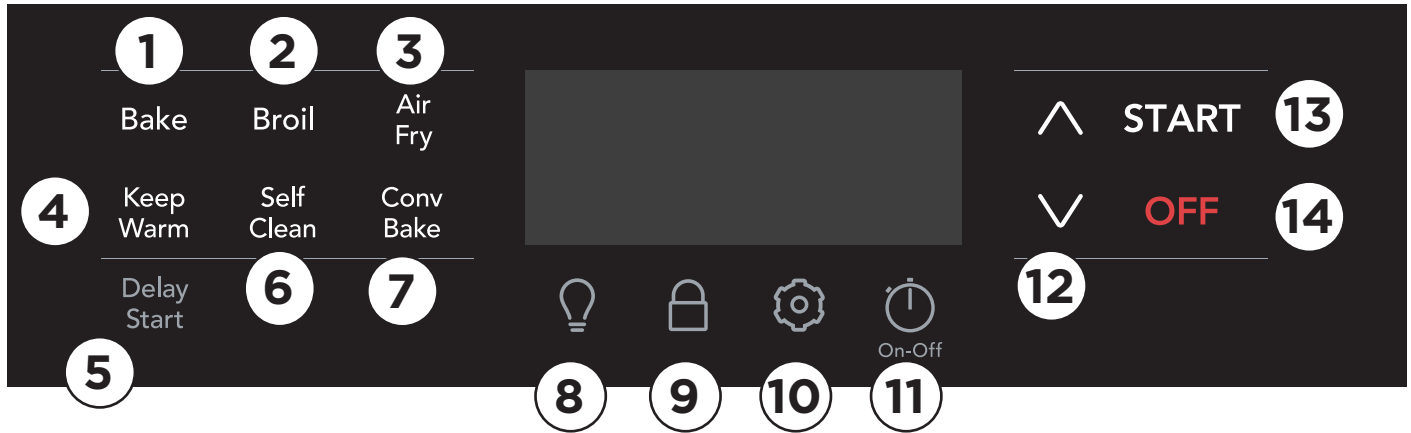 1 2 3
Bake Broil Air
Fry
START 13
4 Keep
Warm
Self
Clean
Conv
Bake
OFF 14
5 Delay
Start
6 7
12
On-Off
8 9 10 11